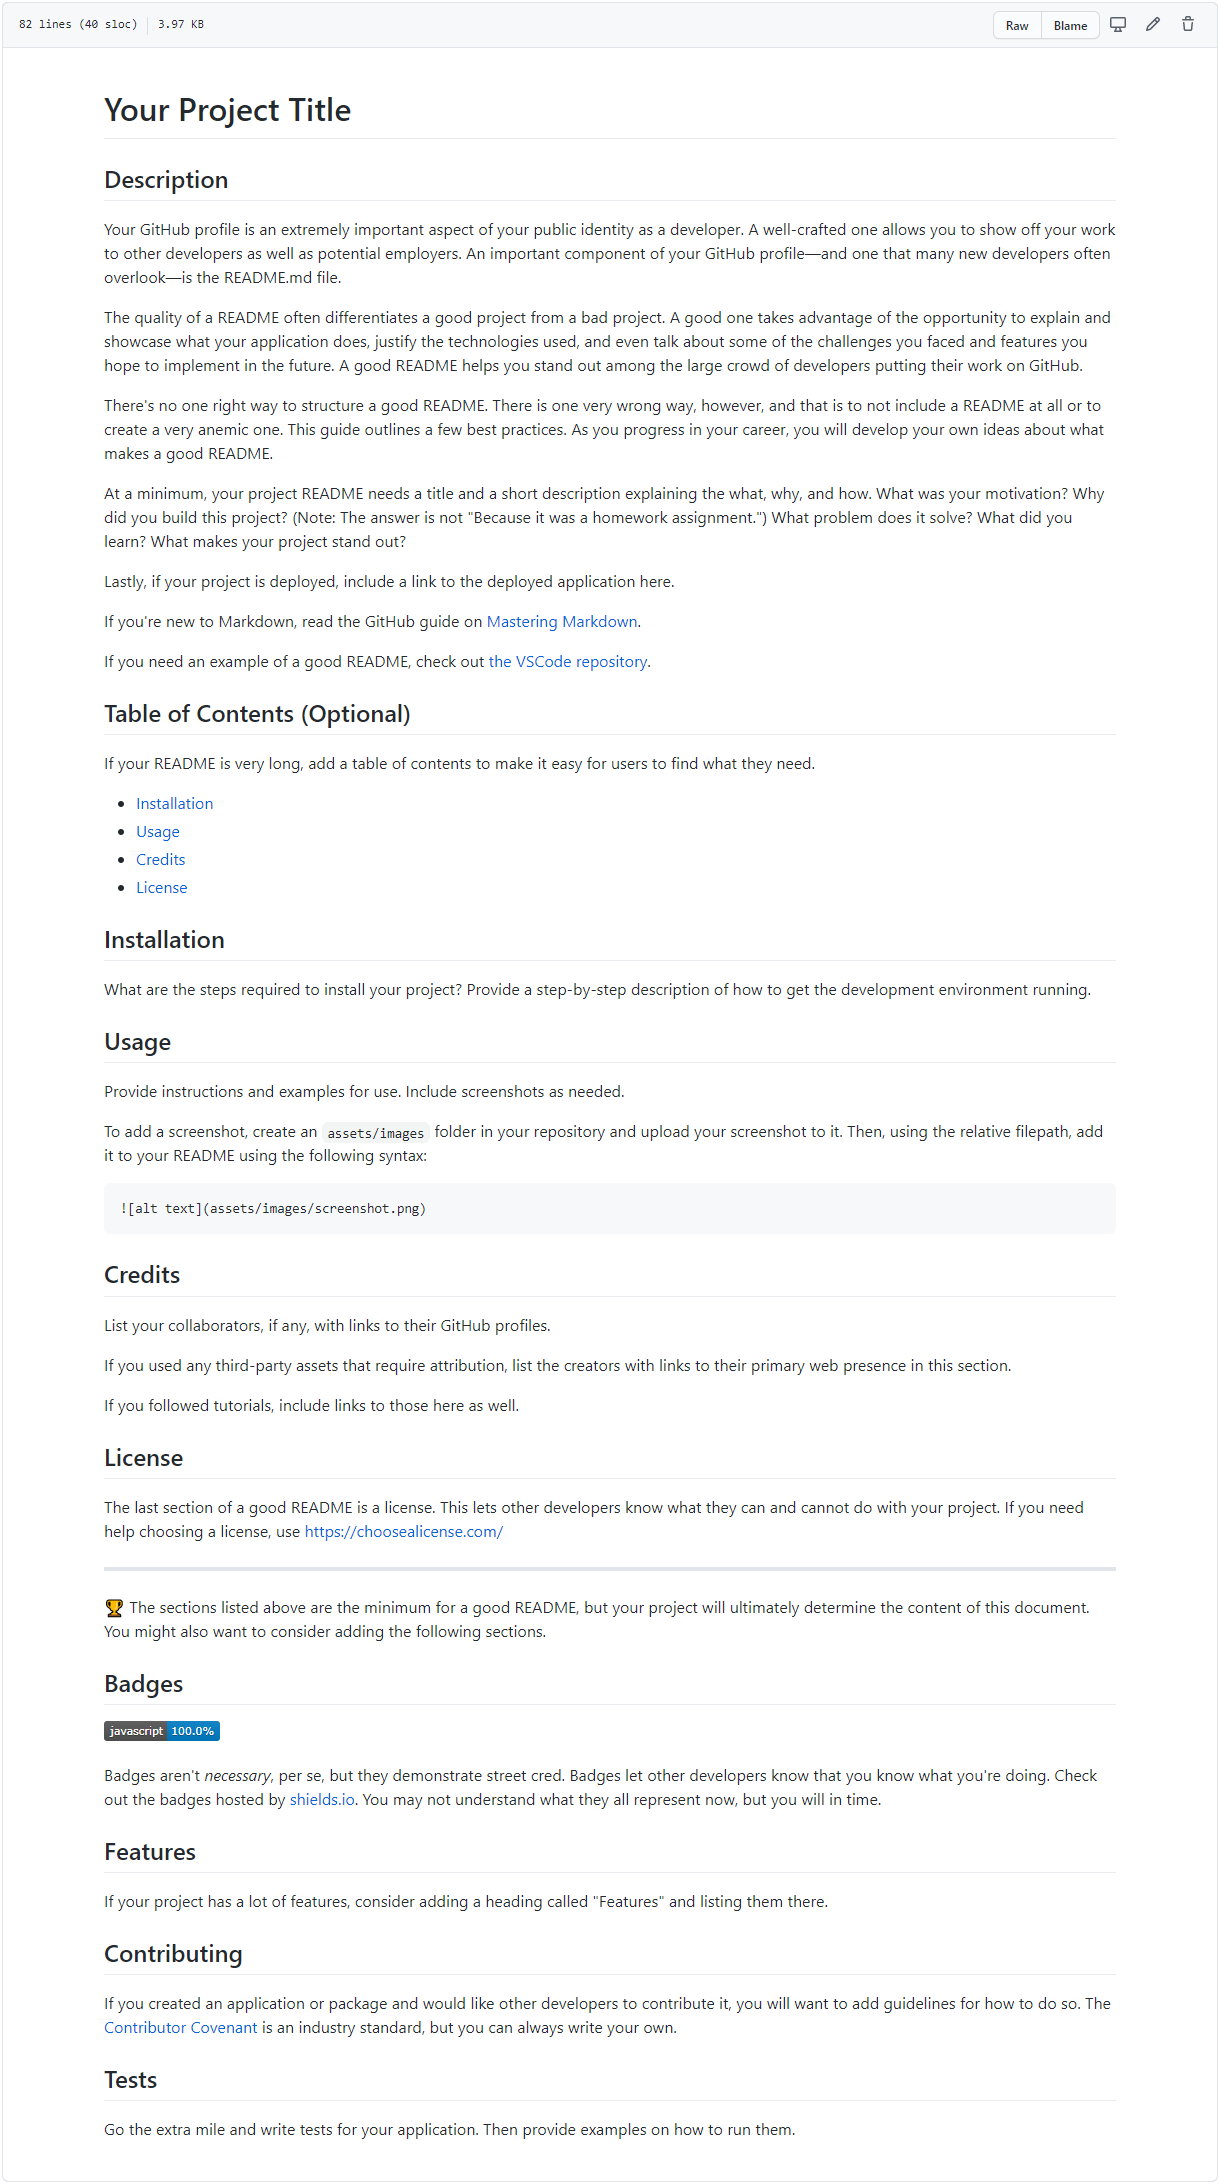 82 lines (40 sloc) 3.97 KB Raw Blame
Your Project Title
Description
Your GitHub profile is an extremely important aspect of your public identity as a developer. A well-crafted one allows you to show off your work
to other developers as well as potential employers. An important component of your GitHub profile—and one that many new developers often
overlook—is the README.md file.
The quality of a README often differentiates a good project from a bad project. A good one takes advantage of the opportunity to explain and
showcase what your application does, justify the technologies used, and even talk about some of the challenges you faced and features you
hope to implement in the future. A good README helps you stand out among the large crowd of developers putting their work on GitHub.
There's no one right way to structure a good README. There is one very wrong way, however, and that is to not include a README at all or to
create a very anemic one. This guide outlines a few best practices. As you progress in your career, you will develop your own ideas about what
makes a good README.
At a minimum, your project README needs a title and a short description explaining the what, why, and how. What was your motivation? Why
did you build this project? (Note: The answer is not "Because it was a homework assignment.") What problem does it solve? What did you
learn? What makes your project stand out?
Lastly, if your project is deployed, include a link to the deployed application here.
If you're new to Markdown, read the GitHub guide on Mastering Markdown.
If you need an example of a good README, check out the VSCode repository.
Table of Contents (Optional)
If your README is very long, add a table of contents to make it easy for users to find what they need.
• Installation
• Usage
• Credits
• License
Installation
What are the steps required to install your project? Provide a step-by-step description of how to get the development environment running.
Usage
Provide instructions and examples for use. Include screenshots as needed.
To add a screenshot, create an assets/images folder in your repository and upload your screenshot to it. Then, using the relative filepath, add
it to your README using the following syntax:
![alt text](assets/images/screenshot.png)
Credits
List your collaborators, if any, with links to their GitHub profiles.
If you used any third-party assets that require attribution, list the creators with links to their primary web presence in this section.
If you followed tutorials, include links to those here as well.
License
The last section of a good README is a license. This lets other developers know what they can and cannot do with your project. If you need
help choosing a license, use https://choosealicense.com/
🏆 The sections listed above are the minimum for a good README, but your project will ultimately determine the content of this document.
You might also want to consider adding the following sections.
Badges
javascript 100.0%
Badges aren't necessary, per se, but they demonstrate street cred. Badges let other developers know that you know what you're doing. Check
out the badges hosted by shields.io. You may not understand what they all represent now, but you will in time.
Features
If your project has a lot of features, consider adding a heading called "Features" and listing them there.
Contributing
If you created an application or package and would like other developers to contribute it, you will want to add guidelines for how to do so. The
Contributor Covenant is an industry standard, but you can always write your own.
Tests
Go the extra mile and write tests for your application. Then provide examples on how to run them.